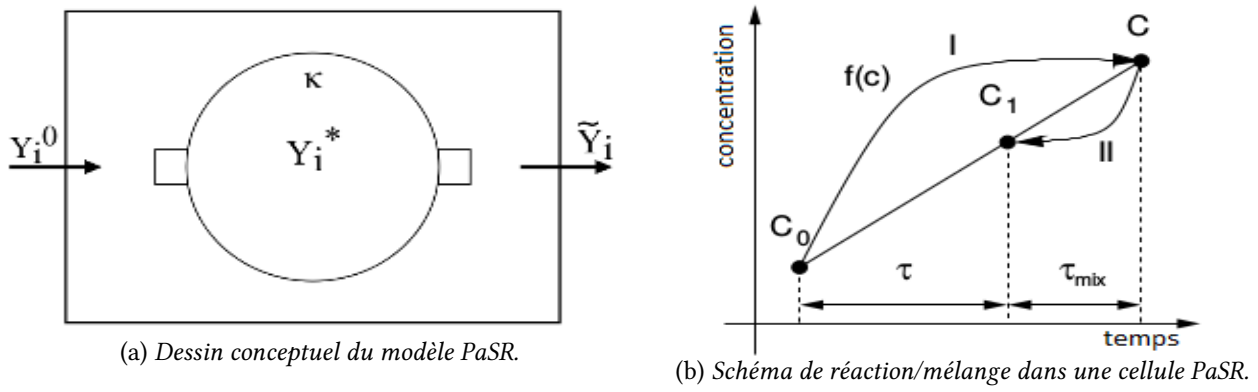 κ
Y_i^0
Y_i^*
Ỹ_i
(a) Dessin conceptuel du modèle PaSR.
concentration
C
I
f(c)
C_1
II
C_0
τ
τ_mix
temps
(b) Schéma de réaction/mélange dans une cellule PaSR.